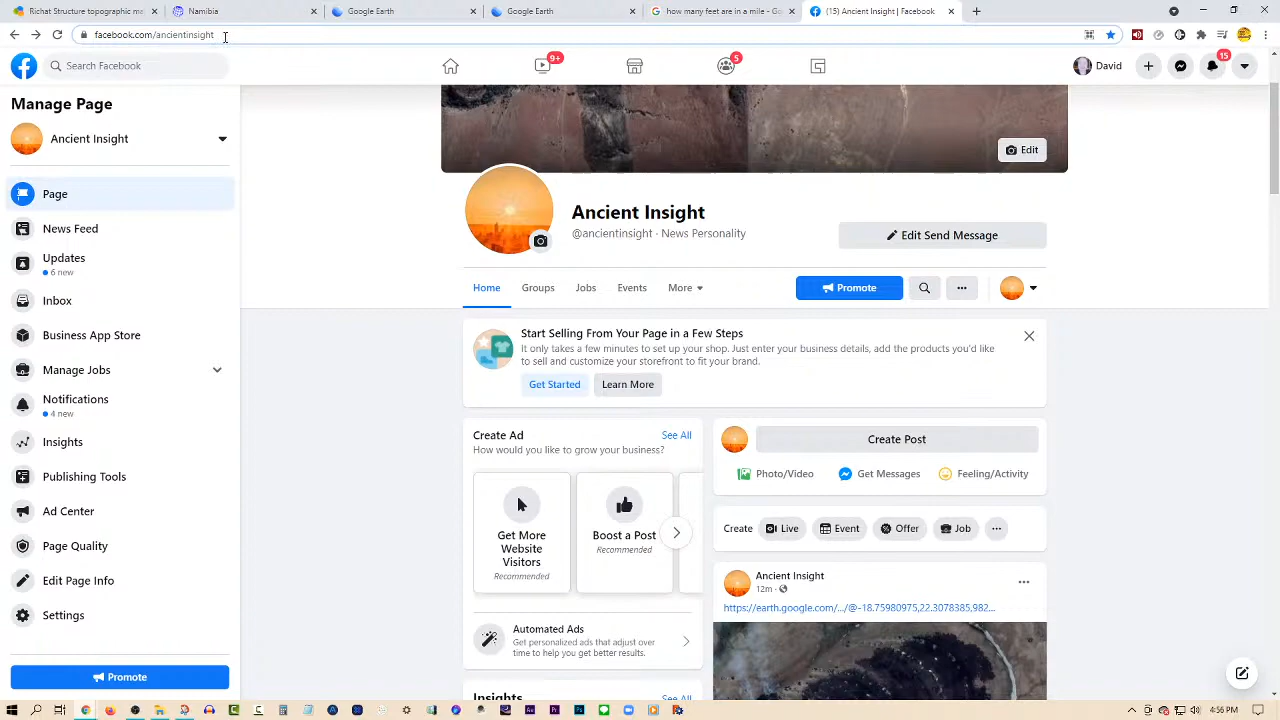 Richat Structure topographic ma
Namibia
Google Earth
Google Earth
how many feet are in a mile - Go
(15) Ancient Insight | Facebook
facebook.com/ancientinsight
Search Facebook
9+
5
David
15
Manage Page
Ancient Insight
Page
News Feed
Updates
6 new
Inbox
Business App Store
Manage Jobs
Notifications
4 new
Insights
Publishing Tools
Ad Center
Page Quality
Edit Page Info
Settings
Promote
Edit
Ancient Insight
@ancientinsight · News Personality
Edit Send Message
Home
Groups
Jobs
Events
More
Promote
Start Selling From Your Page in a Few Steps
It only takes a few minutes to set up your shop. Just enter your business details, add the products you'd like
to sell and customize your storefront to fit your brand.
Get Started
Learn More
Create Ad
See All
How would you like to grow your business?
Get More
Website
Visitors
Recommended
Boost a Post
Recommended
Automated Ads
Get personalized ads that adjust over
time to help you get better results.
Insights
See All
Create Post
Photo/Video
Get Messages
Feeling/Activity
Create
Live
Event
Offer
Job
Ancient Insight
12m ·
https://earth.google.com/.../@-18.75980975,22.3078385,982...
4:55 PM